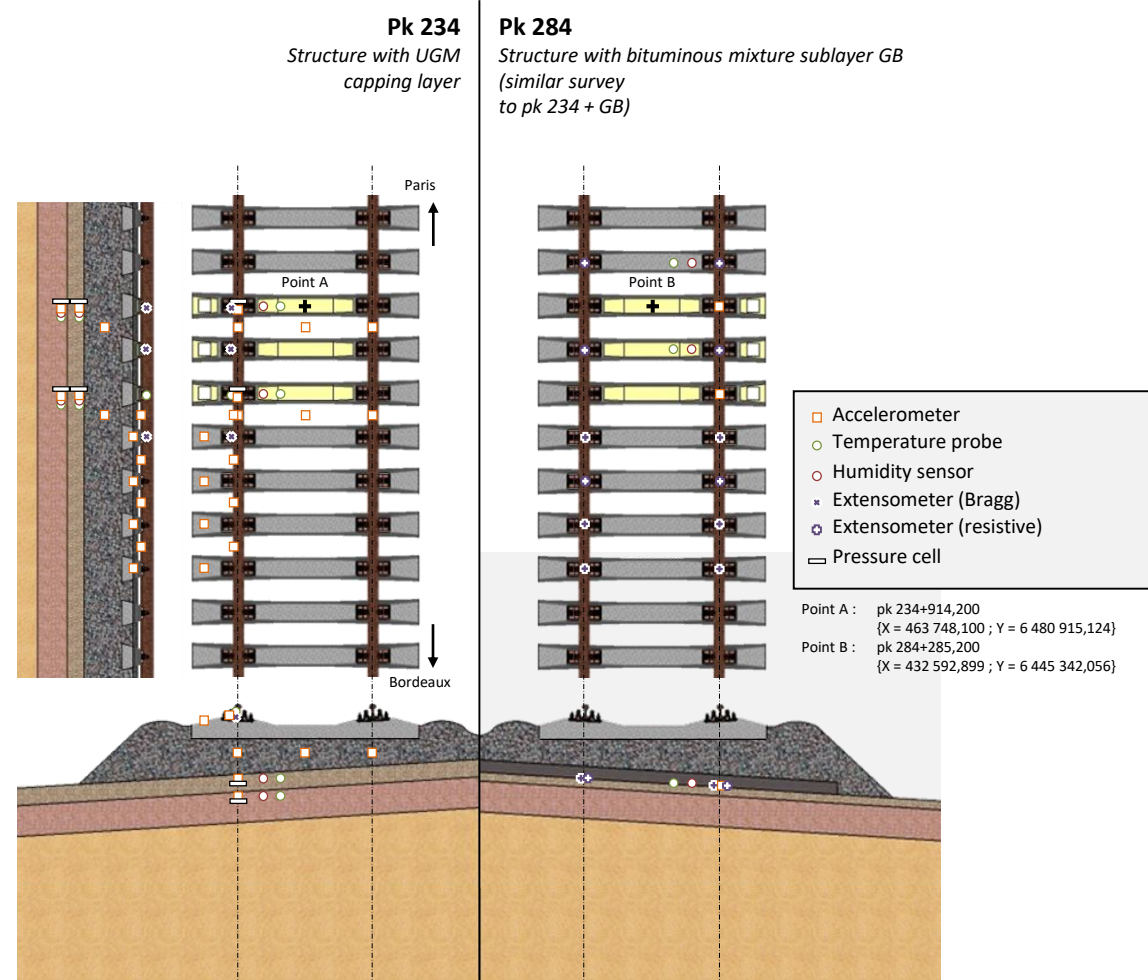 Pk 234
Structure with UGM
capping layer
Pk 284
Structure with bituminous mixture sublayer GB
(similar survey
to pk 234 + GB)
Paris
Point A
Point B
Bordeaux
Accelerometer
Temperature probe
Humidity sensor
Extensometer (Bragg)
Extensometer (resistive)
Pressure cell
Point A : pk 234+914,200
{X = 463 748,100 ; Y = 6 480 915,124}
Point B : pk 284+285,200
{X = 432 592,899 ; Y = 6 445 342,056}